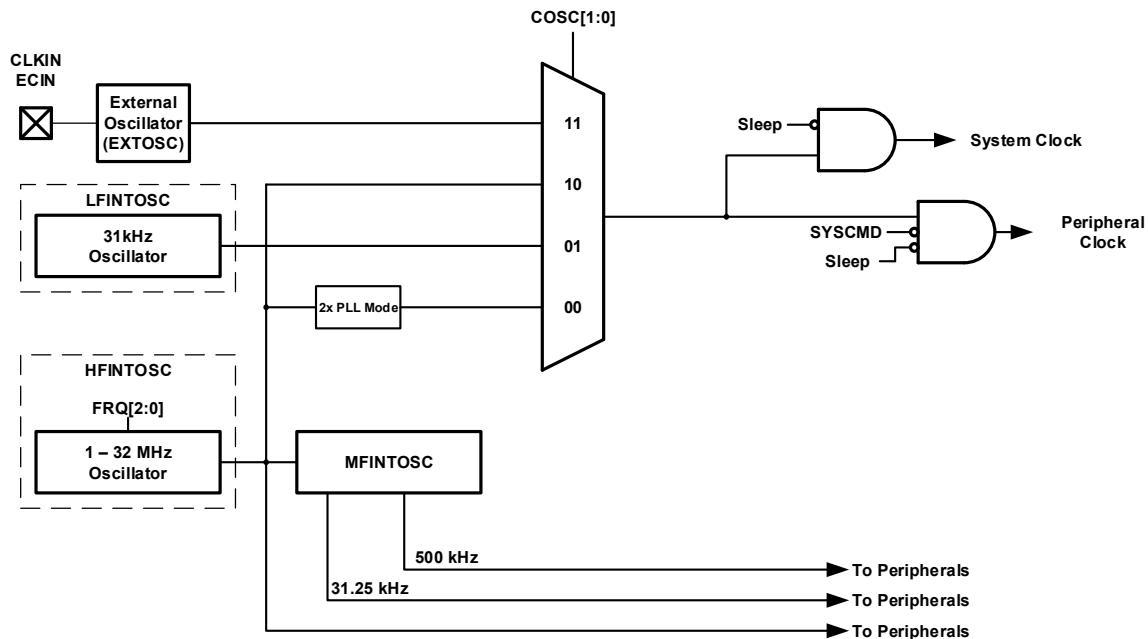 COSC[1:0]
CLKIN
ECIN
External
Oscillator
(EXTOSC)
11
Sleep
System Clock
LFINTOSC
10
31kHz
Oscillator
01
SYSCMD
Sleep
Peripheral
Clock
2x PLL Mode
00
HFINTOSC
FRQ[2:0]
1 – 32 MHz
Oscillator
MFINTOSC
500 kHz
To Peripherals
31.25 kHz
To Peripherals
To Peripherals